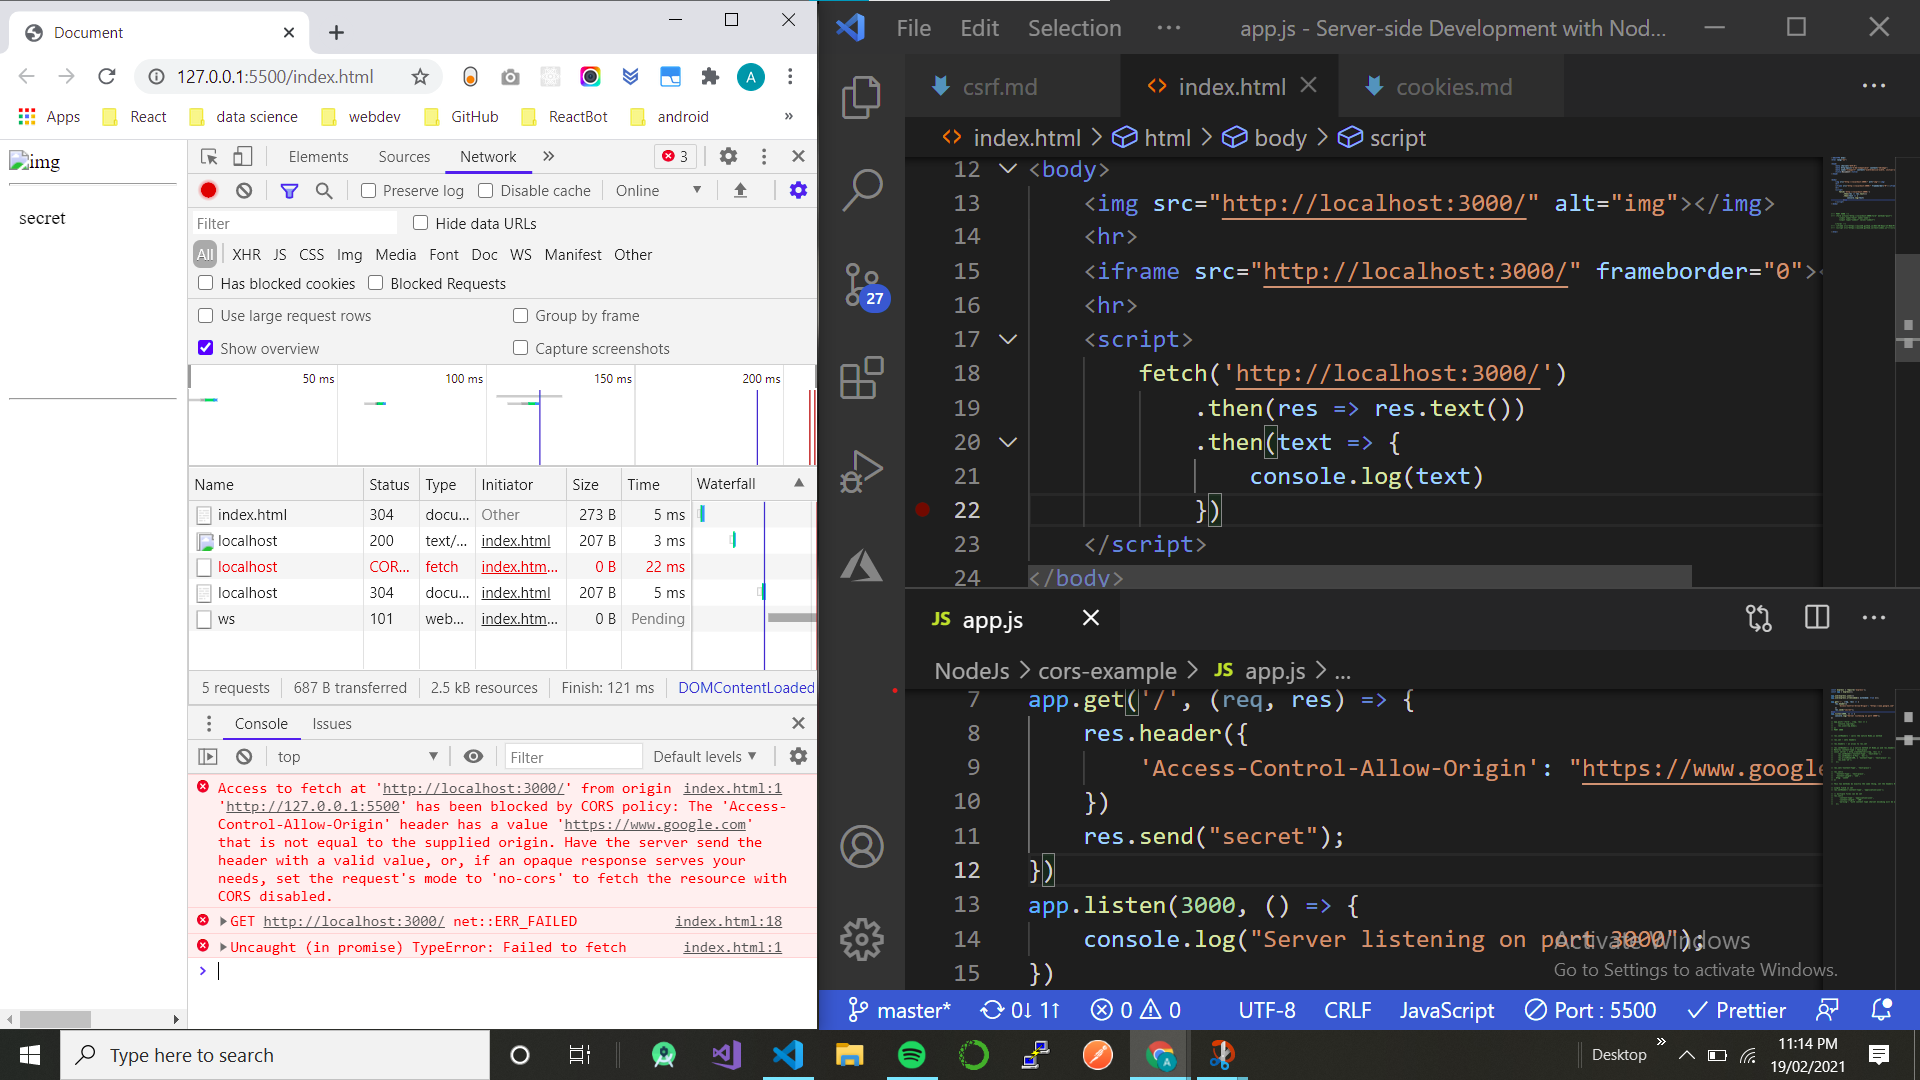 Document
127.0.0.1:5500/index.html
A
Apps React data science webdev GitHub ReactBot android »
img
secret
Elements Sources Network » 3
Preserve log Disable cache Online
Filter Hide data URLs
All XHR JS CSS Img Media Font Doc WS Manifest Other
Has blocked cookies Blocked Requests
Use large request rows Group by frame
Show overview Capture screenshots
50 ms 100 ms 150 ms 200 ms
Name Status Type Initiator Size Time Waterfall
index.html 304 docu... Other 273 B 5 ms
localhost 200 text/... index.html 207 B 3 ms
localhost COR... fetch index.htm... 0 B 22 ms
localhost 304 docu... index.html 207 B 5 ms
ws 101 web... index.htm... 0 B Pending
5 requests 687 B transferred 2.5 kB resources Finish: 121 ms DOMContentLoaded
Console Issues
top Filter Default levels
Access to fetch at 'http://localhost:3000/' from origin index.html:1
'http://127.0.0.1:5500' has been blocked by CORS policy: The 'Access-
Control-Allow-Origin' header has a value 'https://www.google.com'
that is not equal to the supplied origin. Have the server send the
header with a valid value, or, if an opaque response serves your
needs, set the request's mode to 'no-cors' to fetch the resource with
CORS disabled.
GET http://localhost:3000/ net::ERR_FAILED index.html:18
Uncaught (in promise) TypeError: Failed to fetch index.html:1
>
File Edit Selection ··· app.js - Server-side Development with Nod...
csrf.md index.html cookies.md ···
index.html > html > body > script
12 <body>
13 <img src="http://localhost:3000/" alt="img"></img>
14 <hr>
15 <iframe src="http://localhost:3000/" frameborder="0"><
16 <hr>
17 <script>
18 fetch('http://localhost:3000/')
19 .then(res => res.text())
20 .then(text => {
21 console.log(text)
22 })
23 </script>
24 </body>
27
JS app.js ···
NodeJs > cors-example > JS app.js > ...
7 app.get('/', (req, res) => {
8 res.header({
9 'Access-Control-Allow-Origin': "https://www.google
10 })
11 res.send("secret");
12 })
13 app.listen(3000, () => {
14 console.log("Server listening on port 3000");
15 })
Activate Windows
Go to Settings to activate Windows.
master* 0↓ 1↑ 0 0 UTF-8 CRLF JavaScript Port : 5500 Prettier
Type here to search
A
Desktop »
11:14 PM
19/02/2021